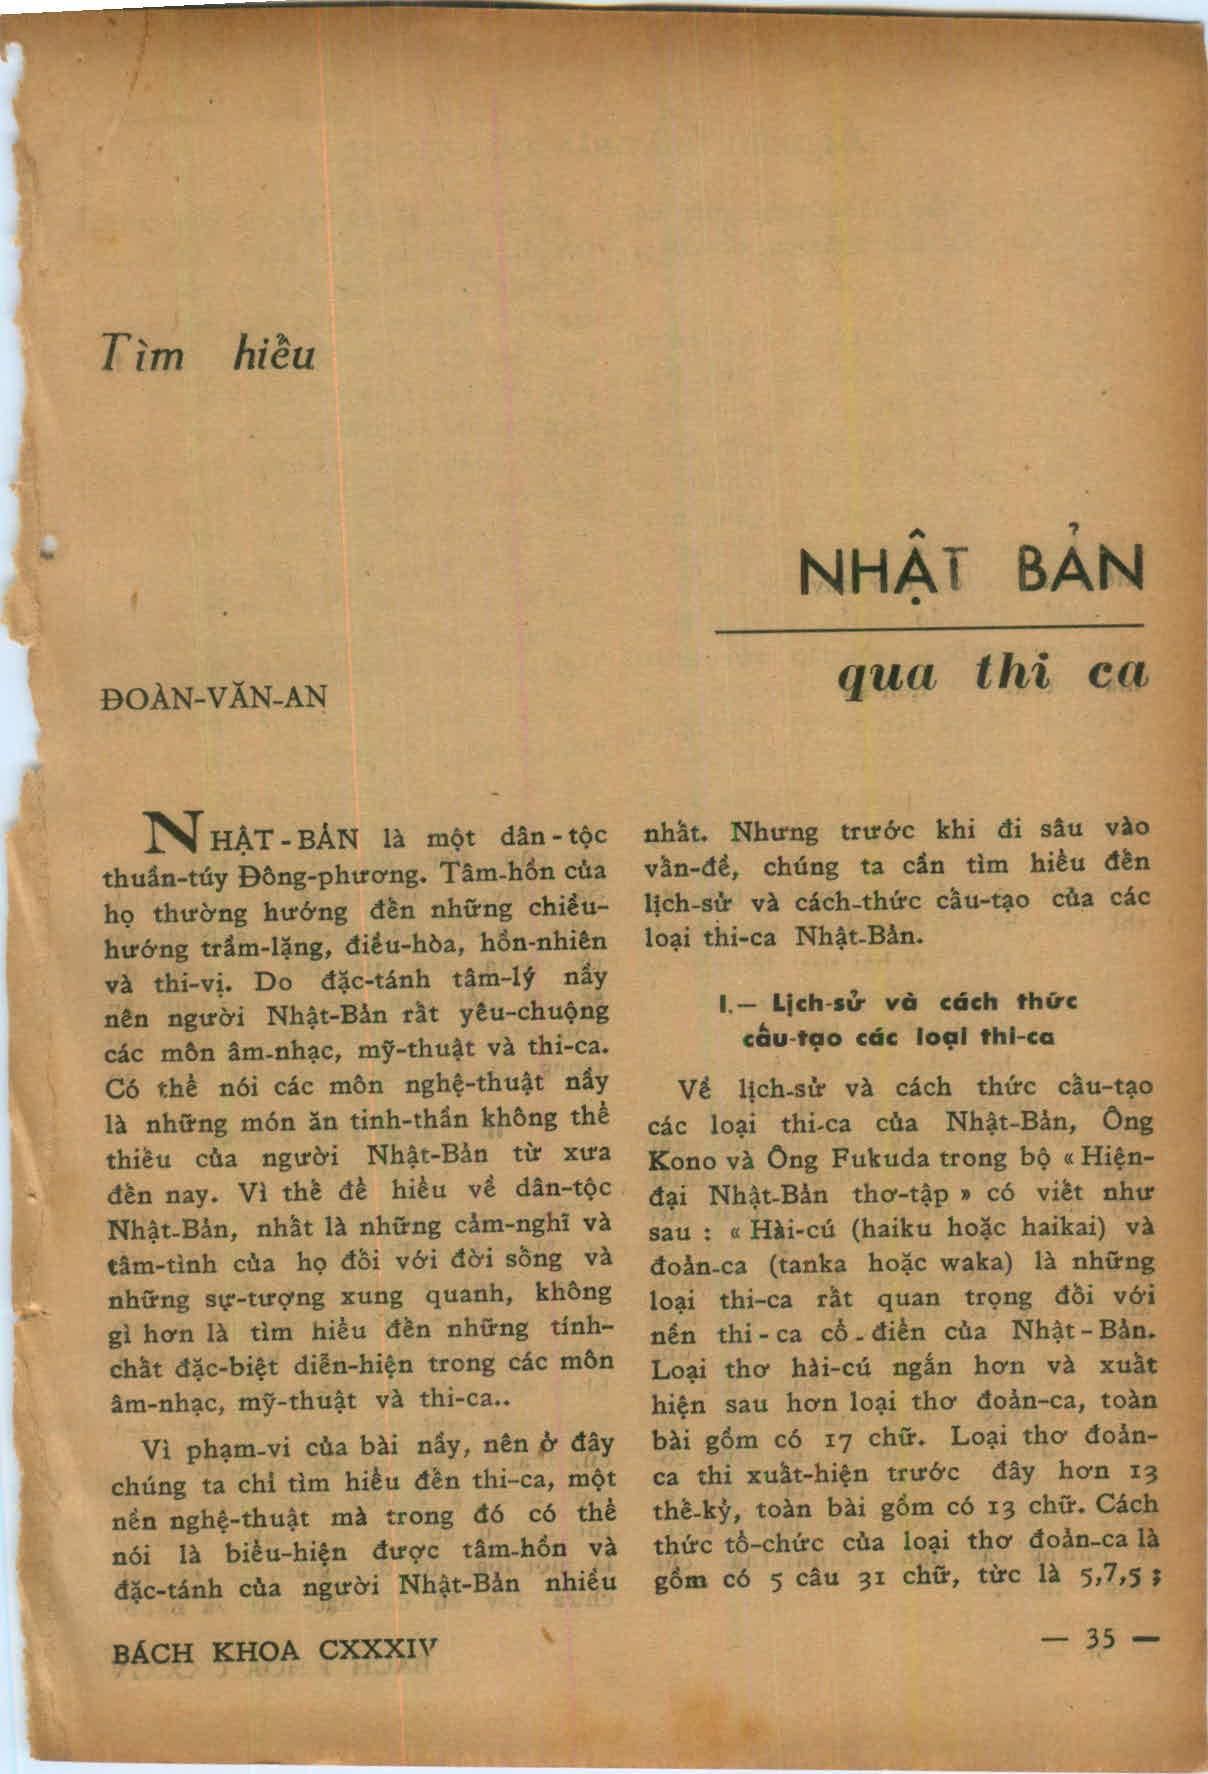 Tìm hiểu
NHẬT BẢN
qua thi ca
ĐOÀN-VĂN-AN
NHẬT-BẢN là một dân-tộc
thuần-túy Đông-phương. Tâm-hồn của
họ thường hướng đến những chiều-
hướng trầm-lặng, điều-hòa, hồn-nhiên
và thi-vị. Do đặc-tánh tâm-lý nầy
nên người Nhật-Bản rất yêu-chuộng
các môn âm-nhạc, mỹ-thuật và thi-ca.
Có thể nói các môn nghệ-thuật nầy
là những món ăn tinh-thần không thể
thiếu của người Nhật-Bản từ xưa
đến nay. Vì thế để hiểu về dân-tộc
Nhật-Bản, nhất là những cảm-nghĩ và
tâm-tình của họ đối với đời sống và
những sự-tượng xung quanh, không
gì hơn là tìm hiểu đến những tính-
chất đặc-biệt diễn-hiện trong các môn
âm-nhạc, mỹ-thuật và thi-ca..
Vì phạm-vi của bài nầy, nên ở đây
chúng ta chỉ tìm hiểu đến thi-ca, một
nền nghệ-thuật mà trong đó có thể
nói là biểu-hiện được tâm-hồn và
đặc-tánh của người Nhật-Bản nhiều
nhất. Nhưng trước khi đi sâu vào
vấn-đề, chúng ta cần tìm hiểu đến
lịch-sử và cách-thức cấu-tạo của các
loại thi-ca Nhật-Bản.
I.— Lịch-sử và cách thức
cấu-tạo các loại thi-ca
Về lịch-sử và cách thức cấu-tạo
các loại thi-ca của Nhật-Bản, Ông
Kono và Ông Fukuda trong bộ « Hiện-
đại Nhật-Bản thơ-tập » có viết như
sau : « Hài-cú (haiku hoặc haikai) và
đoản-ca (tanka hoặc waka) là những
loại thi-ca rất quan trọng đối với
nền thi-ca cổ-điển của Nhật-Bản.
Loại thơ hài-cú ngắn hơn và xuất
hiện sau hơn loại thơ đoản-ca, toàn
bài gồm có 17 chữ. Loại thơ đoản-
ca thi xuất-hiện trước đây hơn 13
thế-kỷ, toàn bài gồm có 13 chữ. Cách
thức tổ-chức của loại thơ đoản-ca là
gồm có 5 câu 31 chữ, tức là 5,7,5 ;
BÁCH KHOA CXXXIV
— 35 —